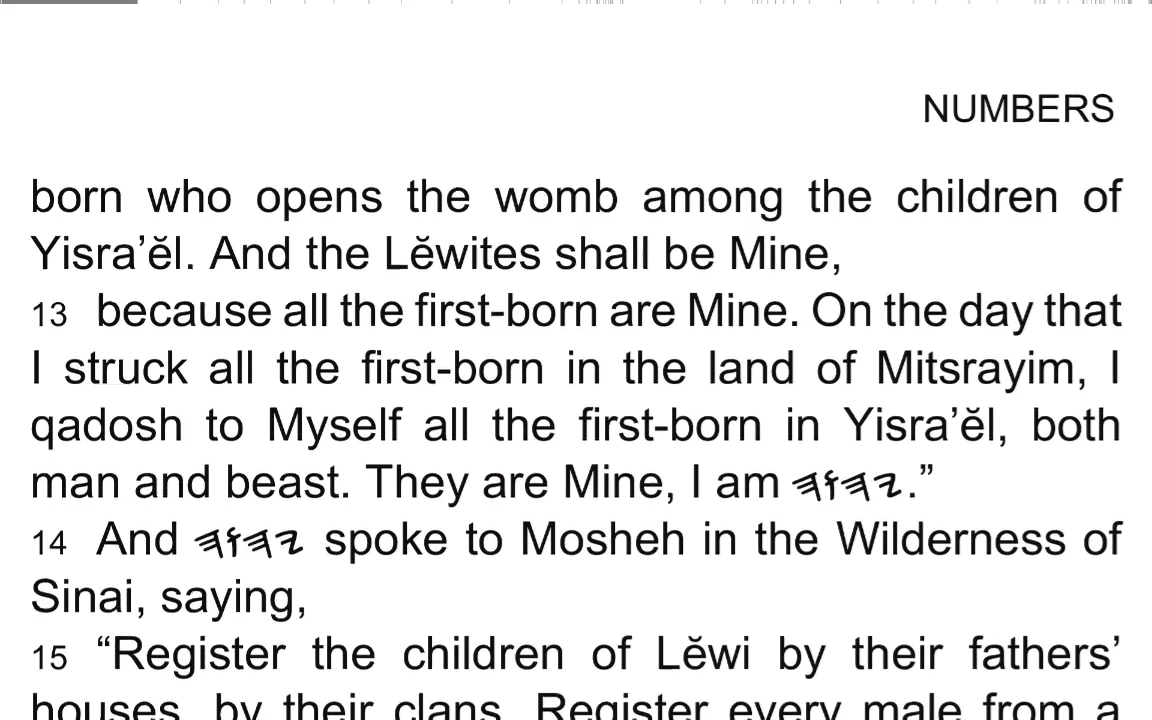 NUMBERS
born who opens the womb among the children of
Yisra’ĕl. And the Lĕwites shall be Mine,
13 because all the first-born are Mine. On the day that
I struck all the first-born in the land of Mitsrayim, I
qadosh to Myself all the first-born in Yisra’ĕl, both
man and beast. They are Mine, I am 𐤉𐤄𐤅𐤄.”
14 And 𐤉𐤄𐤅𐤄 spoke to Mosheh in the Wilderness of
Sinai, saying,
15 “Register the children of Lĕwi by their fathers’
houses, by their clans. Register every male from a